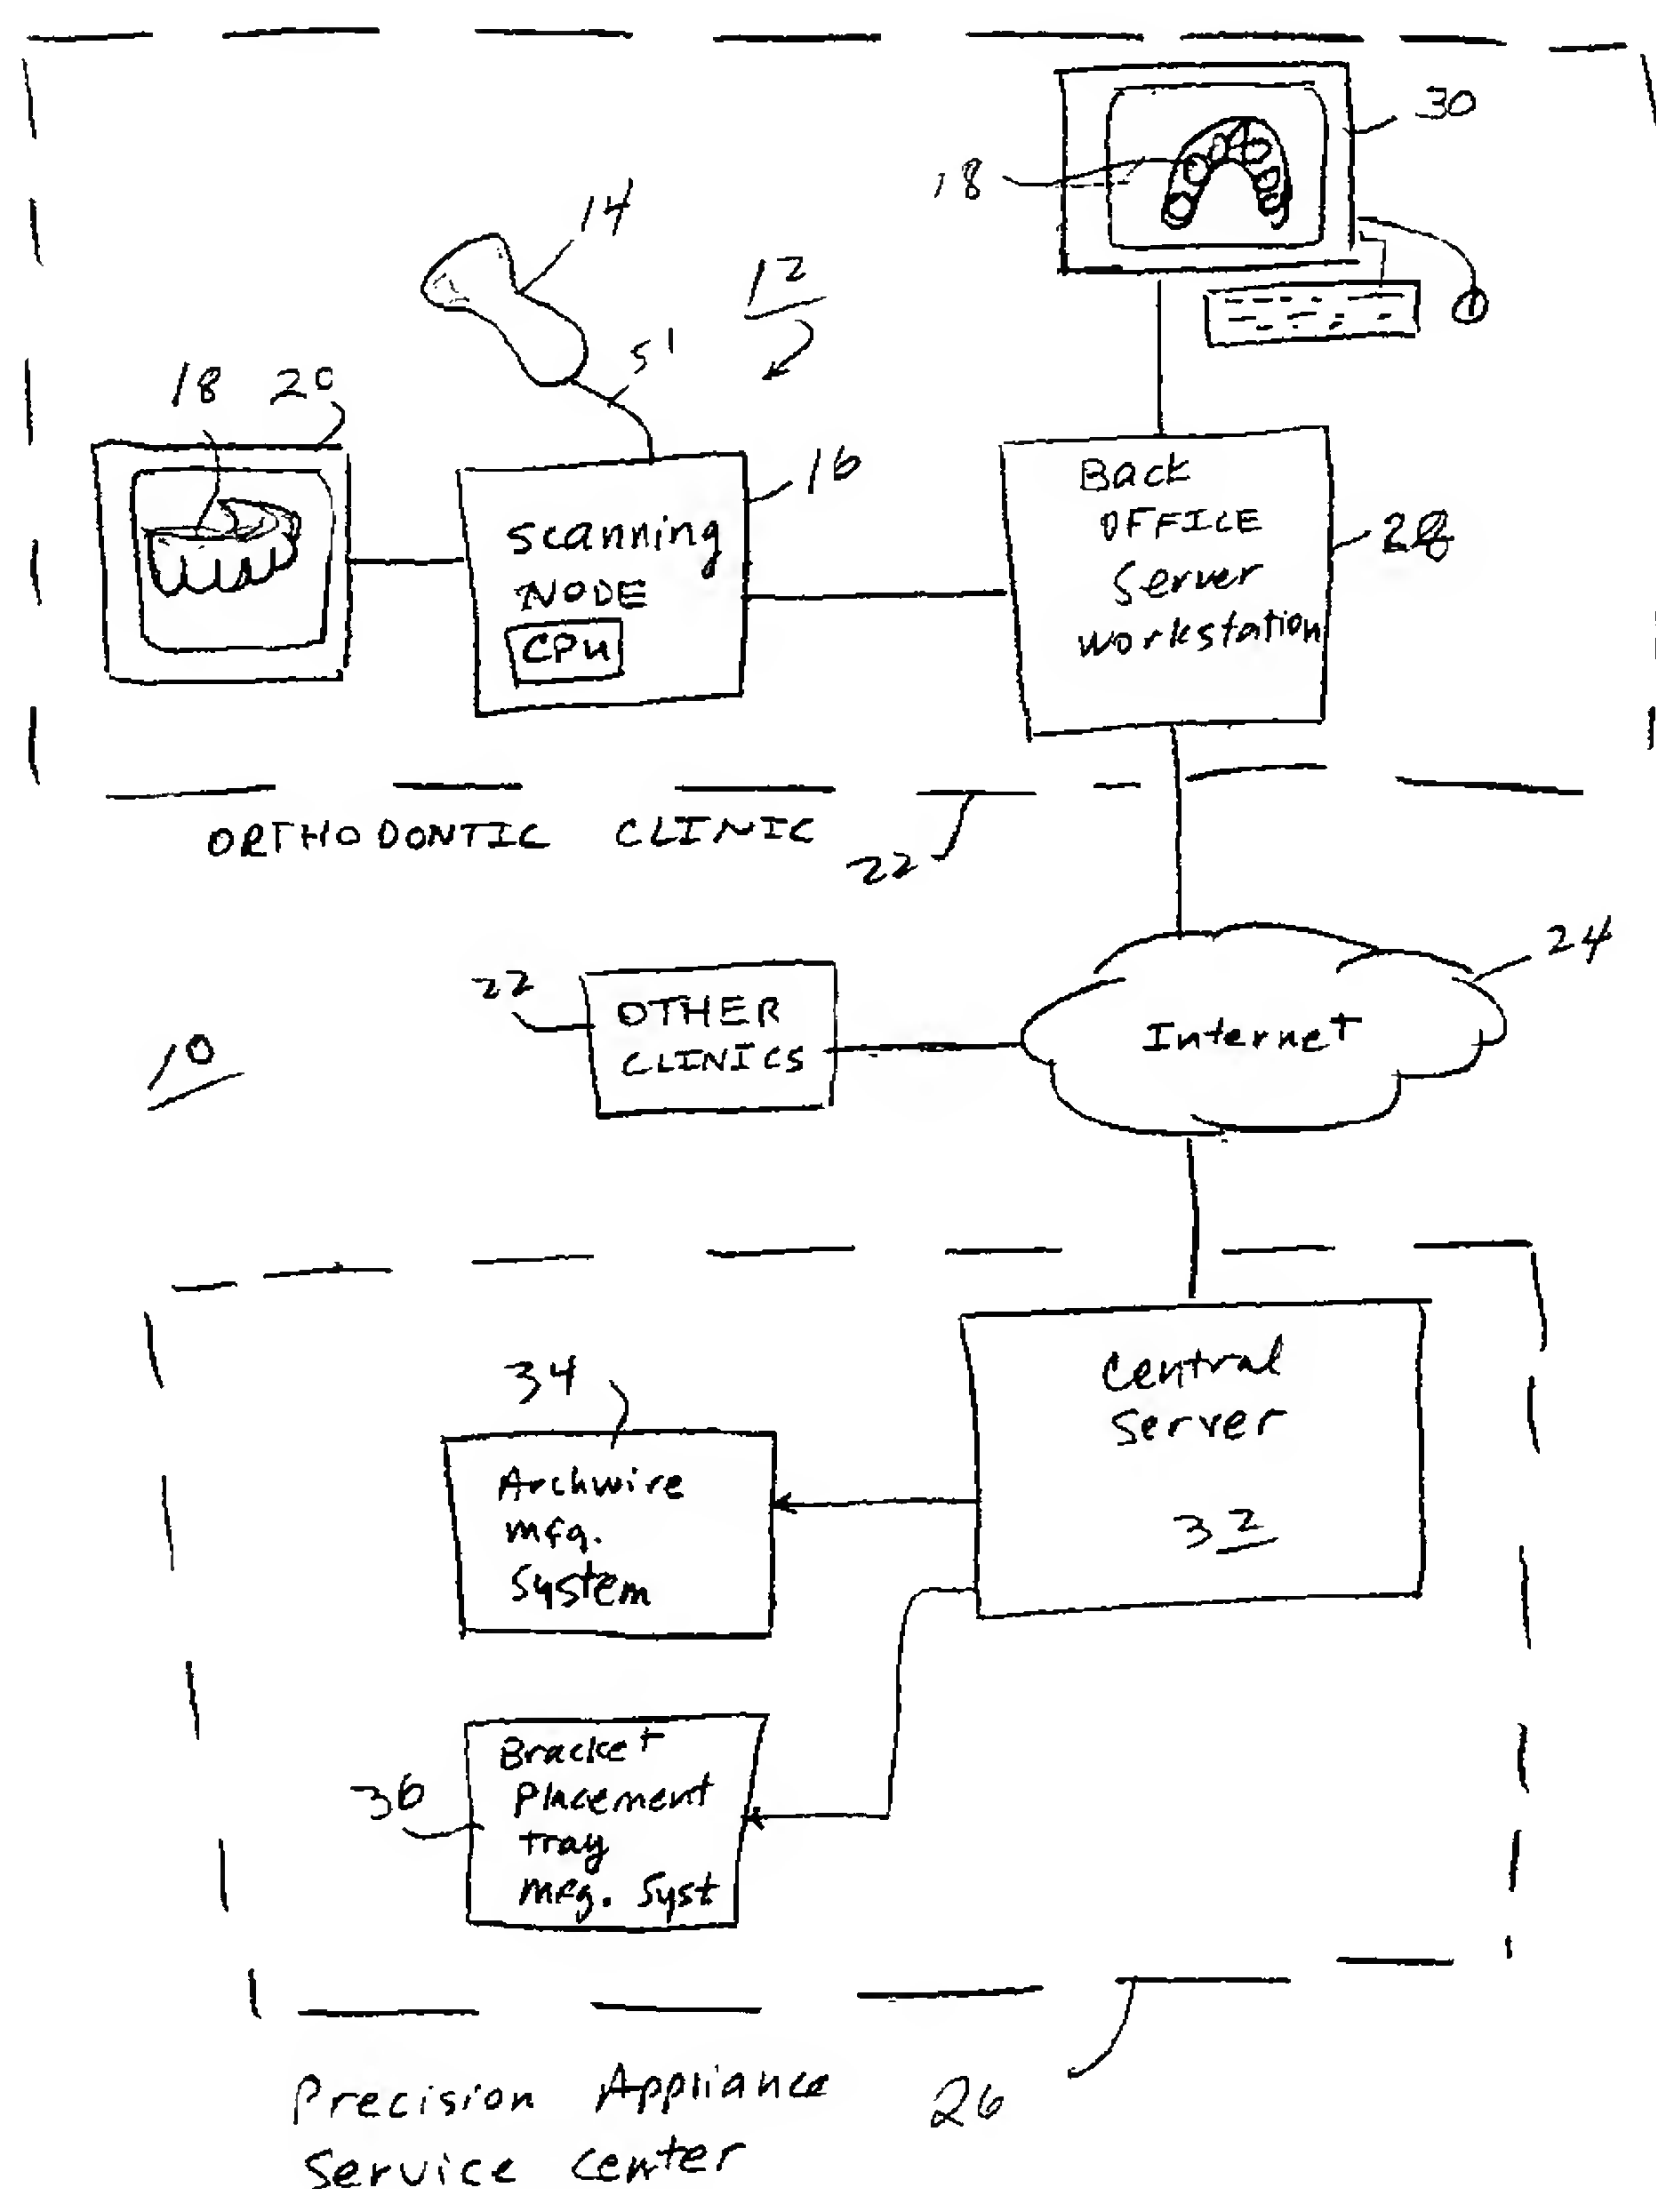 30
18
14
12
51
18 20
16
Scanning
NODE
CPU
Back
OFFICE
Server
Workstation
28
ORTHODONTIC CLINIC
22
24
22
OTHER
CLINICS
Internet
10
Central
Server
32
34
Archwire
mfg.
System
36
Bracket
Placement
tray
mfg. Syst
Precision Appliance
Service Center
26